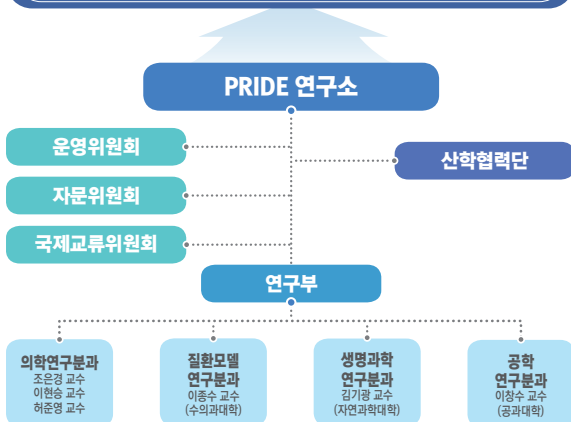 PRIDE 연구소
운영위원회
산학협력단
자문위원회
국제교류위원회
연구부
의학연구분과
조은경 교수
이현승 교수
허준영 교수
질환모델
연구분과
이종수 교수
(수의과대학)
생명과학
연구분과
김기광 교수
(자연과학대학)
공학
연구분과
이창수 교수
(공과대학)